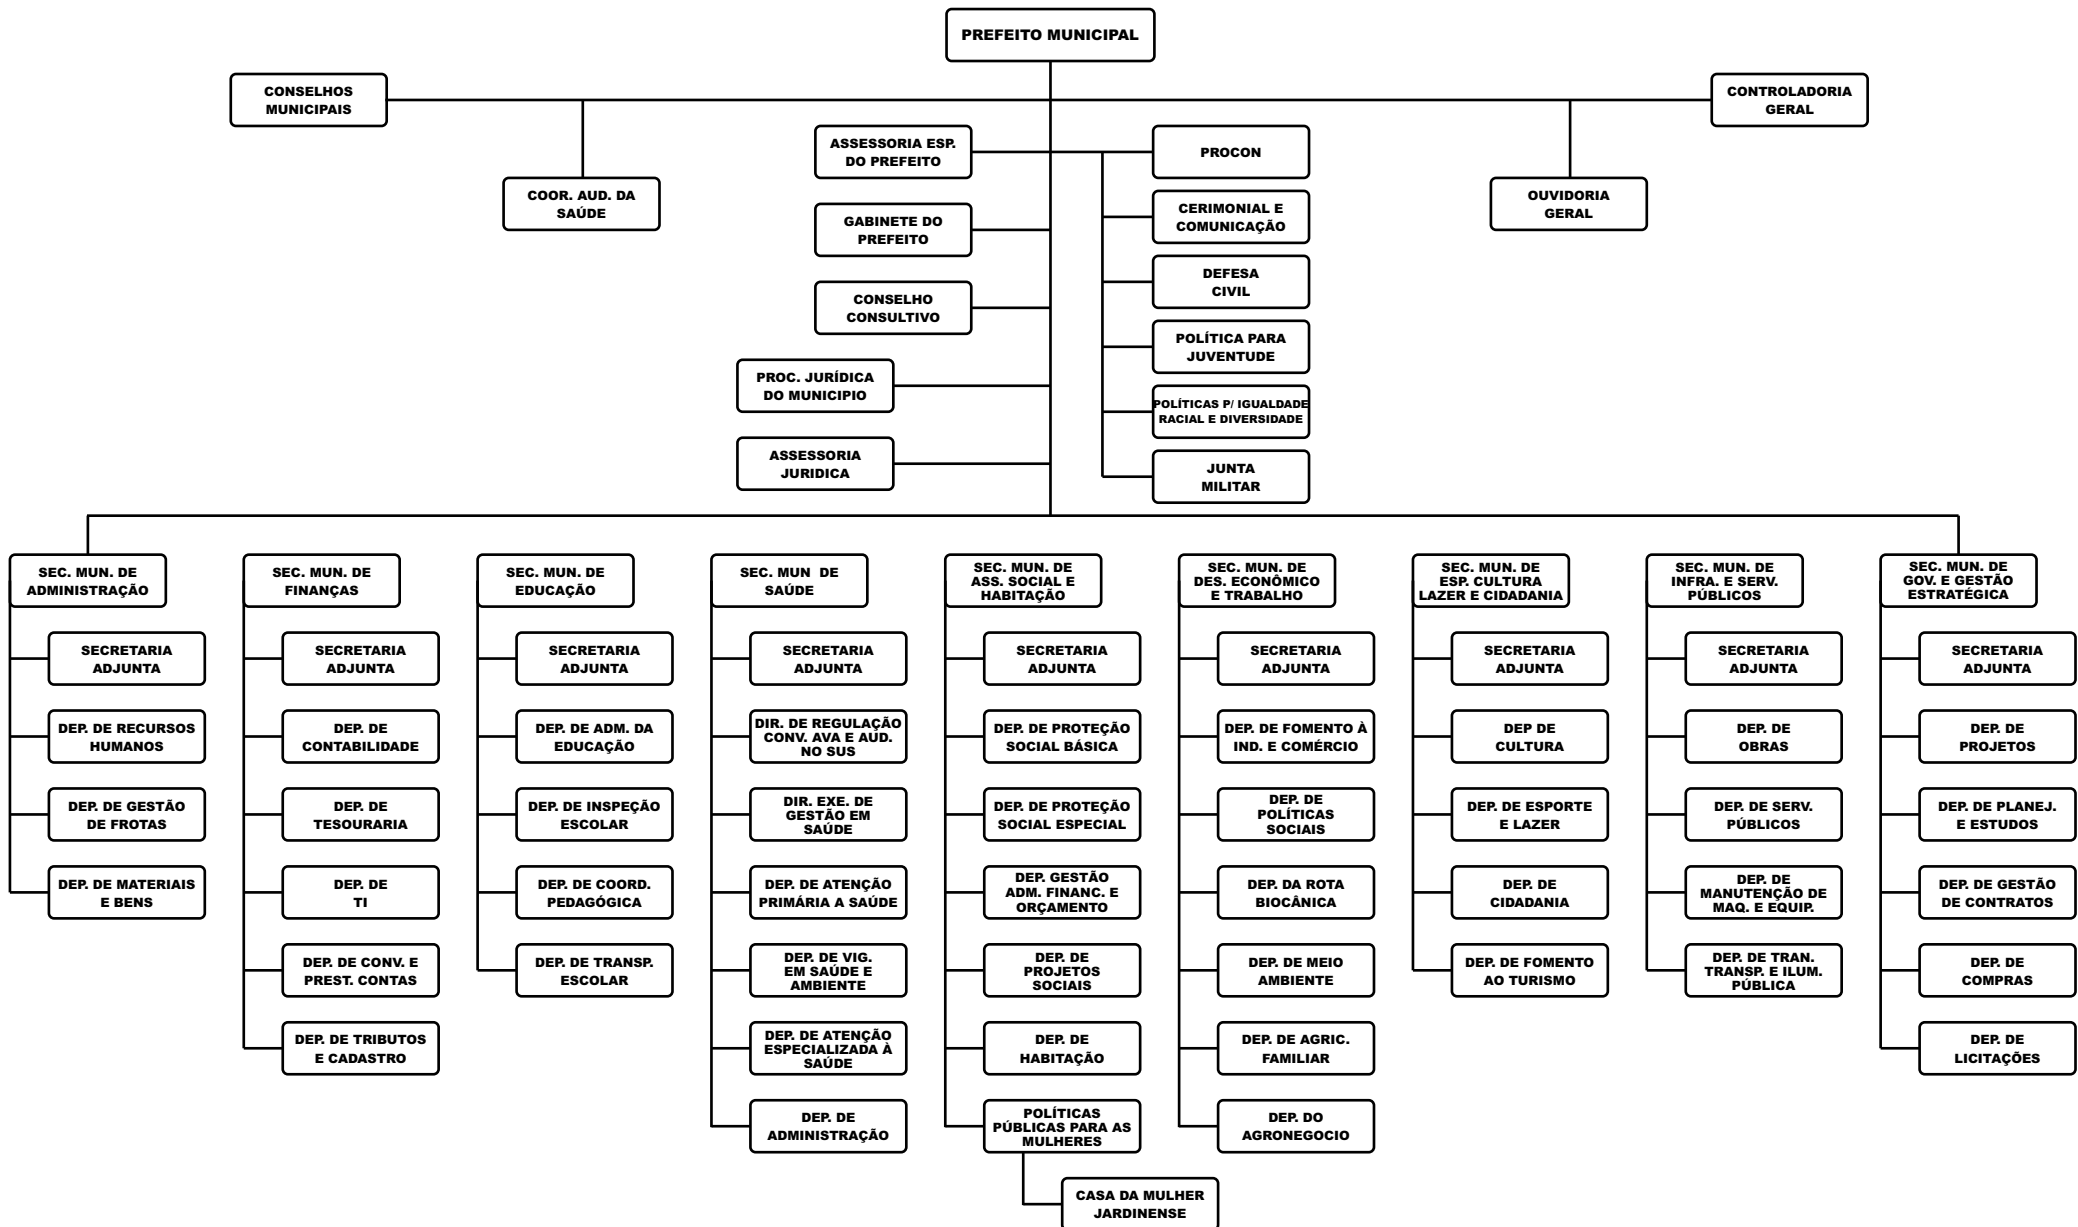 PREFEITO MUNICIPAL
CONSELHOS
MUNICIPAIS
CONTROLADORIA
GERAL
COOR. AUD. DA
SAÚDE
OUVIDORIA
GERAL
ASSESSORIA ESP.
DO PREFEITO
GABINETE DO
PREFEITO
CONSELHO
CONSULTIVO
PROC. JURÍDICA
DO MUNICIPIO
ASSESSORIA
JURIDICA
PROCON
CERIMONIAL E
COMUNICAÇÃO
DEFESA
CIVIL
POLÍTICA PARA
JUVENTUDE
POLÍTICAS P/ IGUALDADE
RACIAL E DIVERSIDADE
JUNTA
MILITAR
SEC. MUN. DE
ADMINISTRAÇÃO
SECRETARIA
ADJUNTA
DEP. DE RECURSOS
HUMANOS
DEP. DE GESTÃO
DE FROTAS
DEP. DE MATERIAIS
E BENS
SEC. MUN. DE
FINANÇAS
SECRETARIA
ADJUNTA
DEP. DE
CONTABILIDADE
DEP. DE
TESOURARIA
DEP. DE
TI
DEP. DE CONV. E
PREST. CONTAS
DEP. DE TRIBUTOS
E CADASTRO
SEC. MUN. DE
EDUCAÇÃO
SECRETARIA
ADJUNTA
DEP. DE ADM. DA
EDUCAÇÃO
DEP. DE INSPEÇÃO
ESCOLAR
DEP. DE COORD.
PEDAGÓGICA
DEP. DE TRANSP.
ESCOLAR
SEC. MUN DE
SAÚDE
SECRETARIA
ADJUNTA
DIR. DE REGULAÇÃO
CONV. AVA E AUD.
NO SUS
DIR. EXE. DE
GESTÃO EM
SAÚDE
DEP. DE ATENÇÃO
PRIMÁRIA A SAÚDE
DEP. DE VIG.
EM SAÚDE E
AMBIENTE
DEP. DE ATENÇÃO
ESPECIALIZADA À
SAÚDE
DEP. DE
ADMINISTRAÇÃO
SEC. MUN. DE
ASS. SOCIAL E
HABITAÇÃO
SECRETARIA
ADJUNTA
DEP. DE PROTEÇÃO
SOCIAL BÁSICA
DEP. DE PROTEÇÃO
SOCIAL ESPECIAL
DEP. GESTÃO
ADM. FINANC. E
ORÇAMENTO
DEP. DE
PROJETOS
SOCIAIS
DEP. DE
HABITAÇÃO
POLÍTICAS
PÚBLICAS PARA AS
MULHERES
CASA DA MULHER
JARDINENSE
SEC. MUN. DE
DES. ECONÔMICO
E TRABALHO
SECRETARIA
ADJUNTA
DEP. DE FOMENTO À
IND. E COMÉRCIO
DEP. DE
POLÍTICAS
SOCIAIS
DEP. DA ROTA
BIOCÂNICA
DEP. DE MEIO
AMBIENTE
DEP. DE AGRIC.
FAMILIAR
DEP. DO
AGRONEGOCIO
SEC. MUN. DE
ESP. CULTURA
LAZER E CIDADANIA
SECRETARIA
ADJUNTA
DEP DE
CULTURA
DEP. DE ESPORTE
E LAZER
DEP. DE
CIDADANIA
DEP. DE FOMENTO
AO TURISMO
SEC. MUN. DE
INFRA. E SERV.
PÚBLICOS
SECRETARIA
ADJUNTA
DEP. DE
OBRAS
DEP. DE SERV.
PÚBLICOS
DEP. DE
MANUTENÇÃO DE
MAQ. E EQUIP.
DEP. DE TRAN.
TRANSP. E ILUM.
PÚBLICA
SEC. MUN. DE
GOV. E GESTÃO
ESTRATÉGICA
SECRETARIA
ADJUNTA
DEP. DE
PROJETOS
DEP. DE PLANEJ.
E ESTUDOS
DEP. DE GESTÃO
DE CONTRATOS
DEP. DE
COMPRAS
DEP. DE
LICITAÇÕES